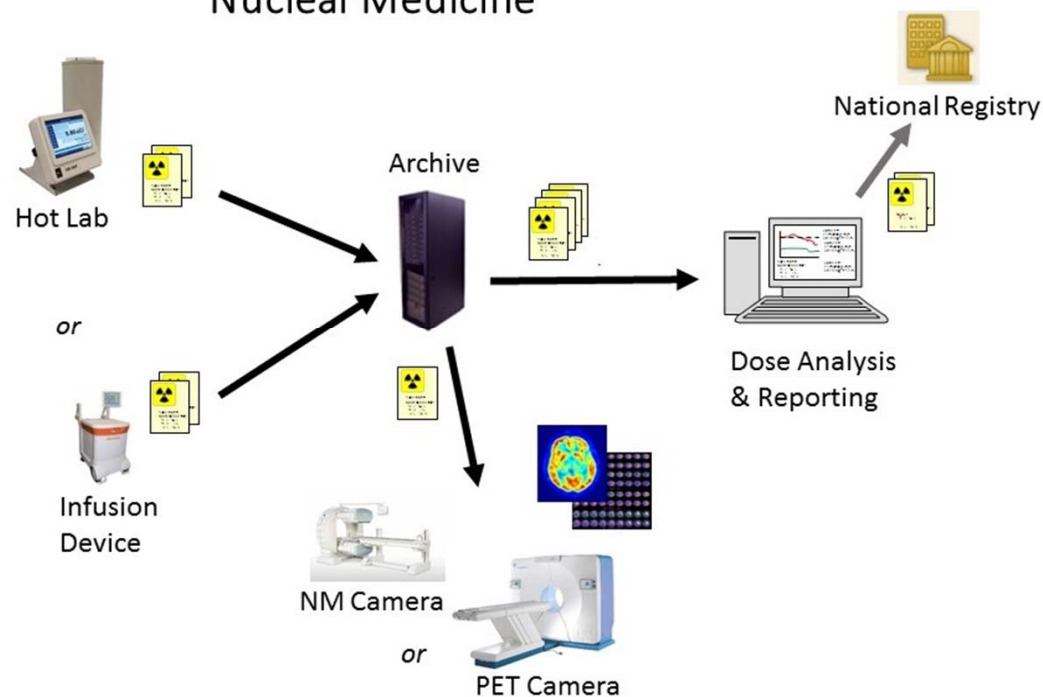 Nuclear Medicine
National Registry
Archive
Hot Lab
or
Dose Analysis
& Reporting
Infusion
Device
NM Camera
or
PET Camera